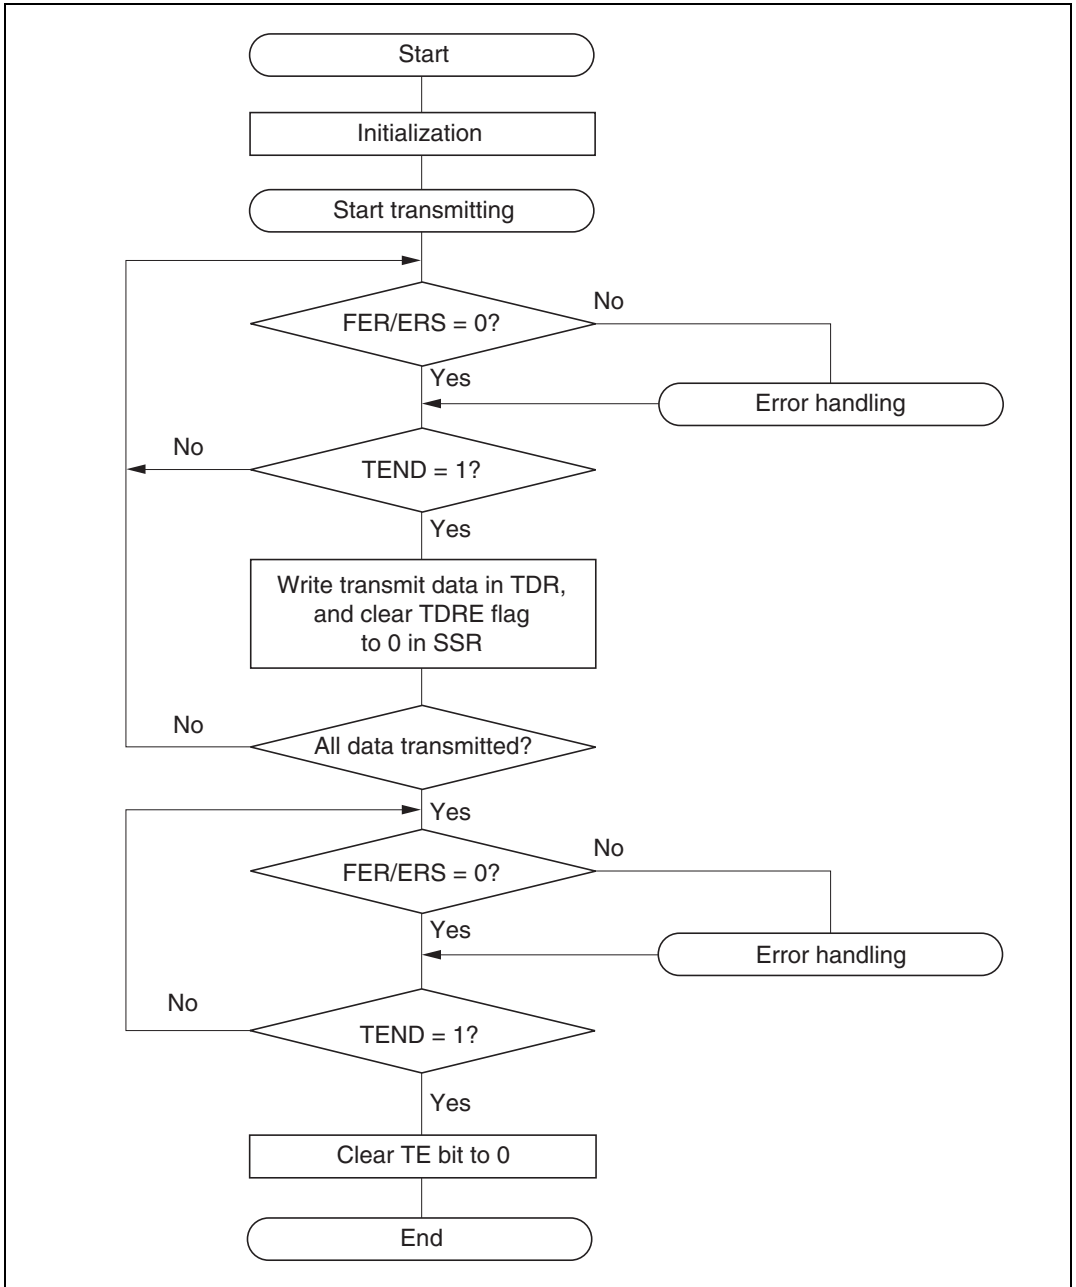 Start
Initialization
Start transmitting
FER/ERS = 0?
No
Yes
Error handling
No
TEND = 1?
Yes
Write transmit data in TDR,
and clear TDRE flag
to 0 in SSR
No
All data transmitted?
Yes
FER/ERS = 0?
No
Yes
Error handling
No
TEND = 1?
Yes
Clear TE bit to 0
End